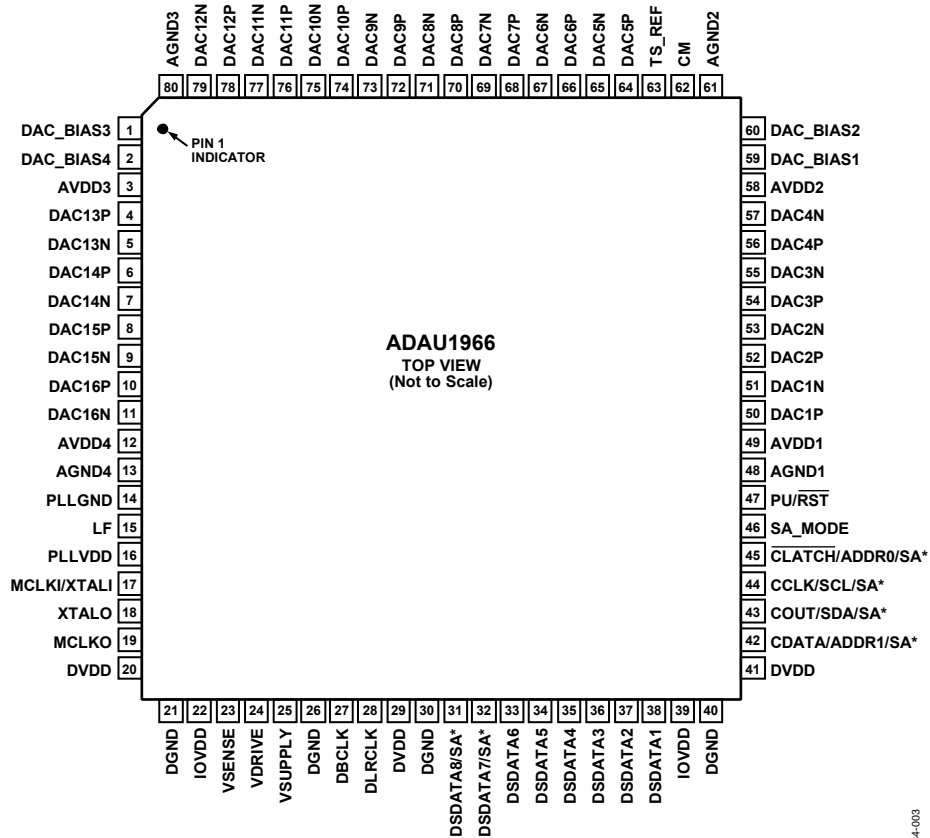 AGND3
DAC12N
DAC12P
DAC11N
DAC11P
DAC10N
DAC10P
DAC9N
DAC9P
DAC8N
DAC8P
DAC7N
DAC7P
DAC6N
DAC6P
DAC5N
DAC5P
TS_REF
CM
AGND2
80 79 78 77 76 75 74 73 72 71 70 69 68 67 66 65 64 63 62 61
DAC_BIAS3 1
DAC_BIAS4 2
AVDD3 3
DAC13P 4
DAC13N 5
DAC14P 6
DAC14N 7
DAC15P 8
DAC15N 9
DAC16P 10
DAC16N 11
AVDD4 12
AGND4 13
PLLGND 14
LF 15
PLLVDD 16
MCLKI/XTALI 17
XTALO 18
MCLKO 19
DVDD 20
PIN 1
INDICATOR
ADAU1966
TOP VIEW
(Not to Scale)
60 DAC_BIAS2
59 DAC_BIAS1
58 AVDD2
57 DAC4N
56 DAC4P
55 DAC3N
54 DAC3P
53 DAC2N
52 DAC2P
51 DAC1N
50 DAC1P
49 AVDD1
48 AGND1
47 PU/RST
46 SA_MODE
45 CLATCH/ADDR0/SA*
44 CCLK/SCL/SA*
43 COUT/SDA/SA*
42 CDATA/ADDR1/SA*
41 DVDD
21 22 23 24 25 26 27 28 29 30 31 32 33 34 35 36 37 38 39 40
DGND
IOVDD
VSENSE
VDRIVE
VSUPPLY
DGND
DBCLK
DLRCLK
DVDD
DGND
DSDATA8/SA*
DSDATA7/SA*
DSDATA6
DSDATA5
DSDATA4
DSDATA3
DSDATA2
DSDATA1
IOVDD
DGND
4-003